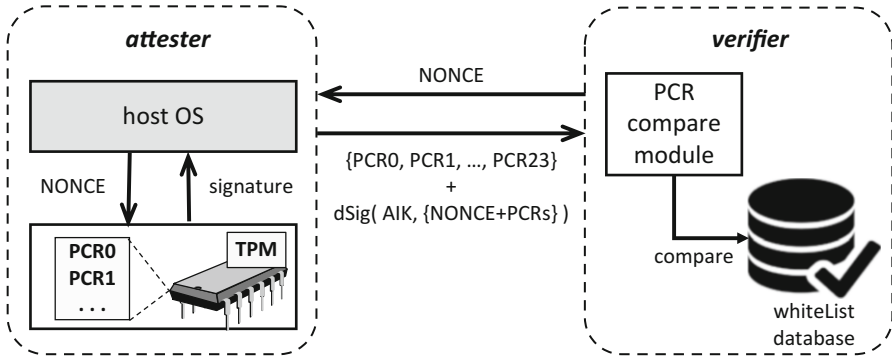 attester
host OS
NONCE
signature
PCR0
PCR1
...
TPM
NONCE
{PCR0, PCR1, ..., PCR23}
+
dSig( AIK, {NONCE+PCRs} )
verifier
PCR
compare
module
compare
whiteList
database